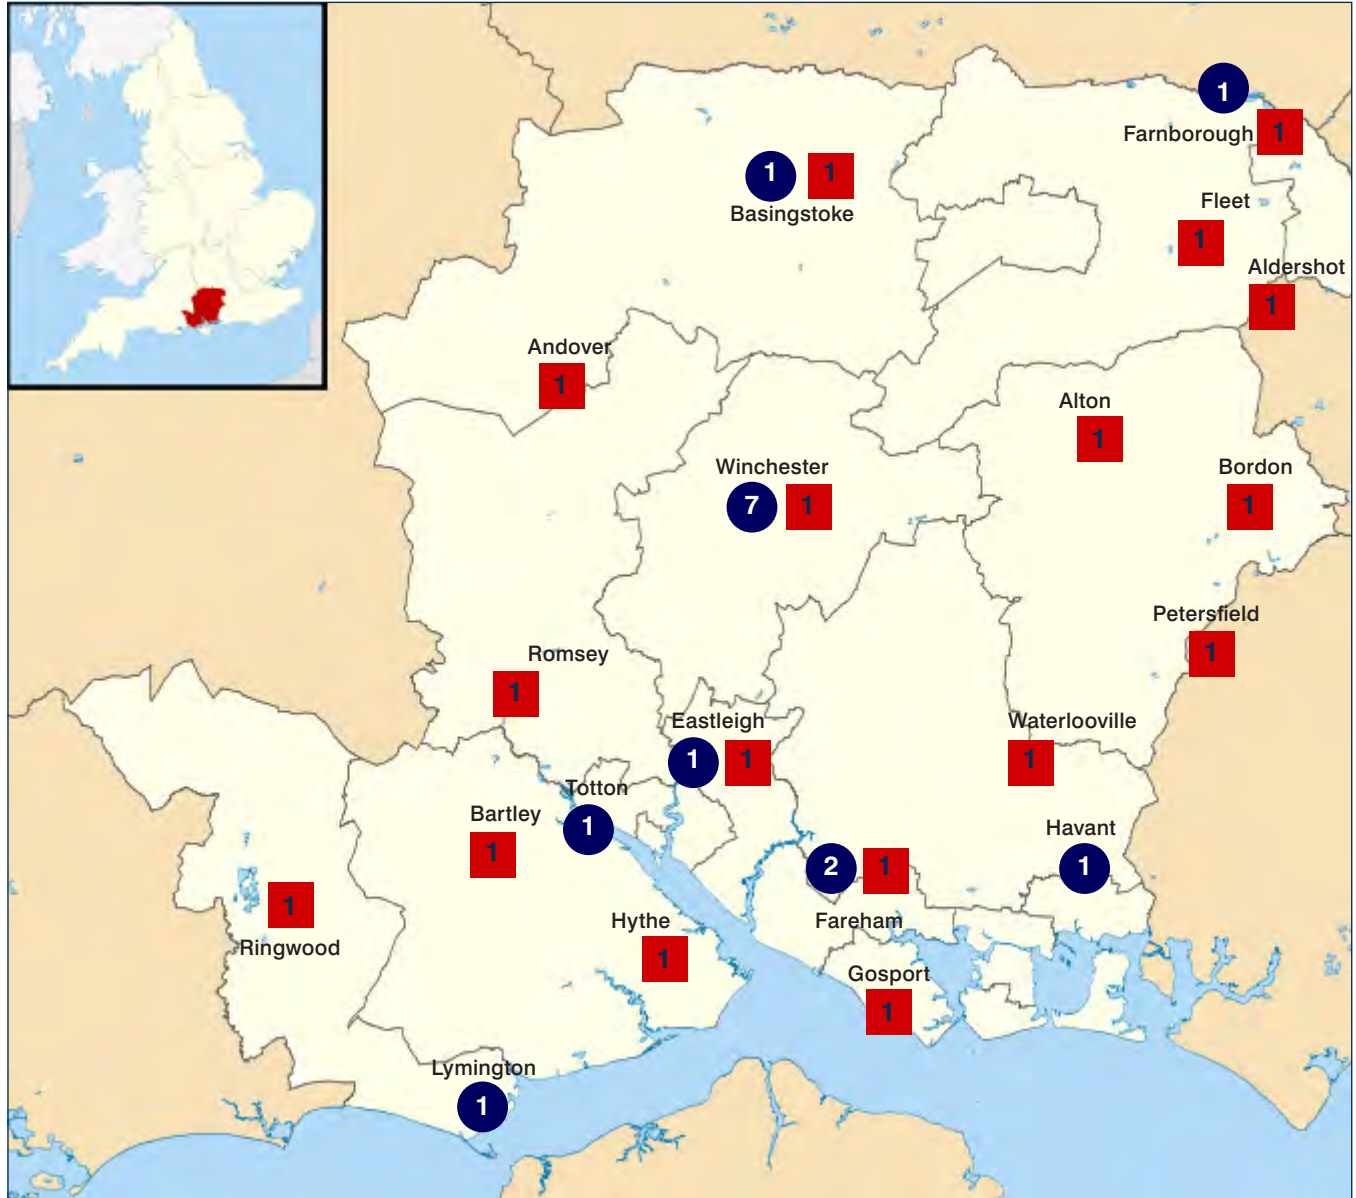 1
Farnborough 1
1 1
Basingstoke
Fleet
1
Aldershot
1
Andover
1
Alton
1
Winchester
7 1
Bordon
1
Petersfield
1
Romsey
1
Eastleigh
1 1
Waterlooville
1
Totton
1
Bartley
1
Havant
1
2 1
Fareham
1
Ringwood
Hythe
1
Gosport
1
Lymington
1